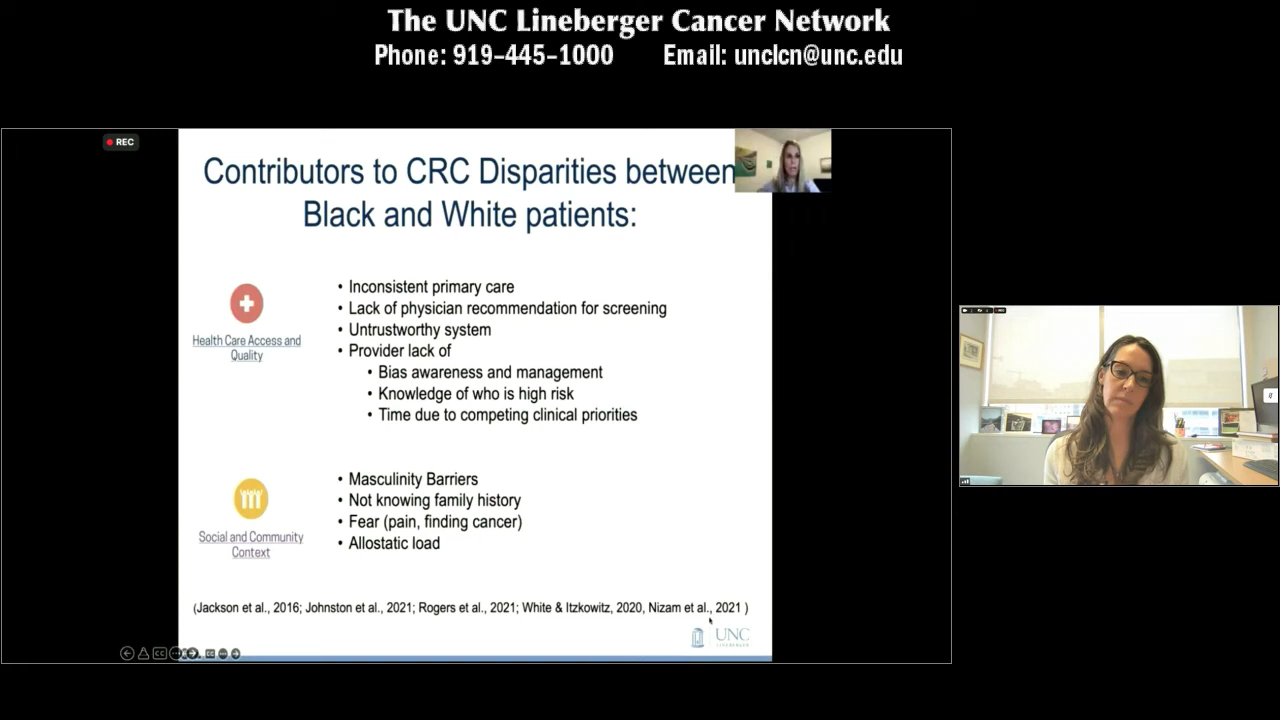 The UNC Lineberger Cancer Network
Phone: 919-445-1000 Email: unclcn@unc.edu
REC
Contributors to CRC Disparities between
Black and White patients:
• Inconsistent primary care
• Lack of physician recommendation for screening
• Untrustworthy system
• Provider lack of
• Bias awareness and management
• Knowledge of who is high risk
• Time due to competing clinical priorities
Health Care Access and
Quality
• Masculinity Barriers
• Not knowing family history
• Fear (pain, finding cancer)
• Allostatic load
Social and Community
Context
(Jackson et al., 2016; Johnston et al., 2021; Rogers et al., 2021; White & Itzkowitz, 2020, Nizam et al., 2021 )
UNC
LINEBERGER